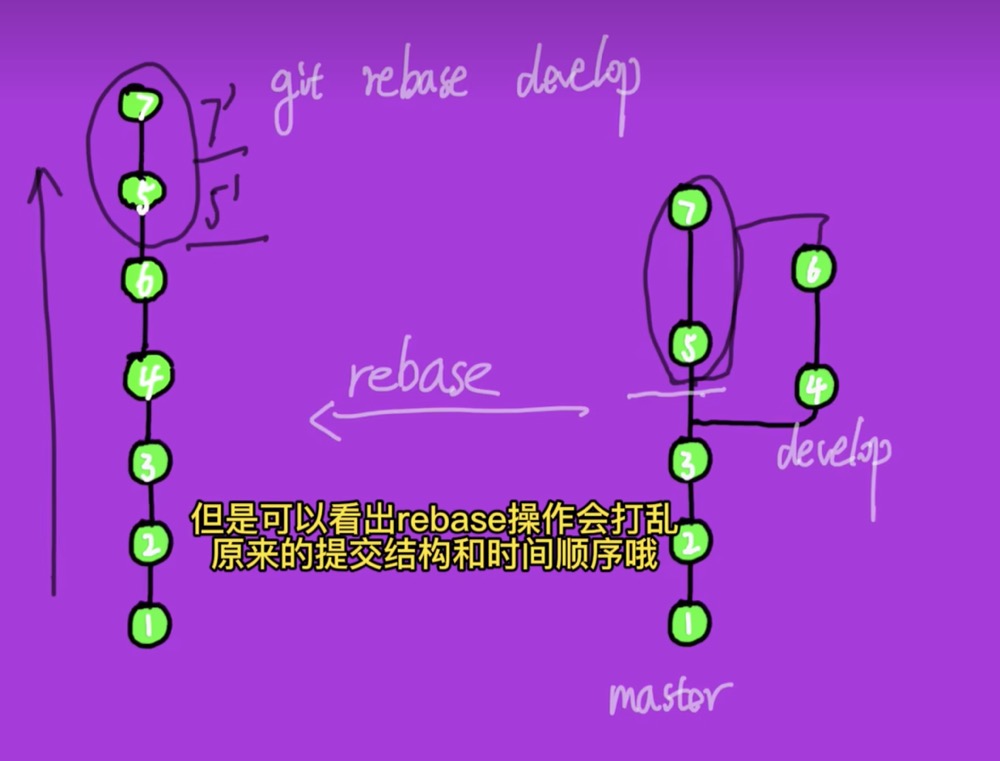 git rebase develop
7
7'
5
5'
6
4
3
2
1
rebase
7
5
6
4
develop
3
2
1
master
但是可以看出rebase操作会打乱
原来的提交结构和时间顺序哦